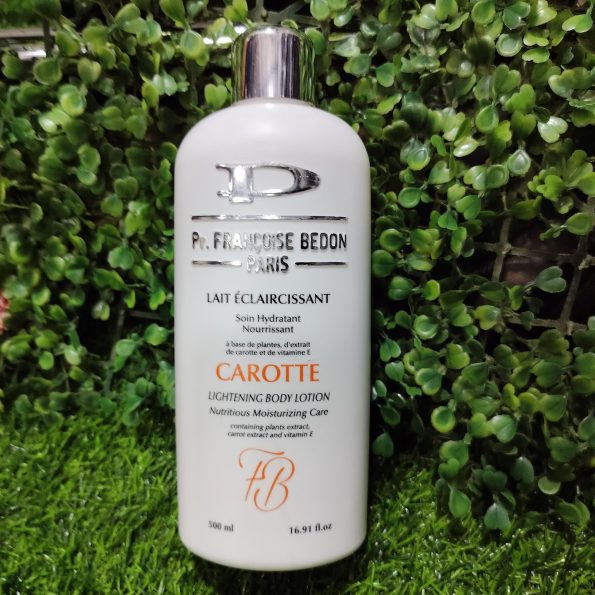 Pr. FRANÇOISE BEDON
PARIS
LAIT ÉCLAIRCISSANT
Soin Hydratant
Nourrissant
à base de plantes, d'extrait
de carotte et de vitamine E
CAROTTE
LIGHTENING BODY LOTION
Nutritious Moisturizing Care
containing plants extract,
carrot extract and vitamin E
FB
500 ml 16.91 fl.oz